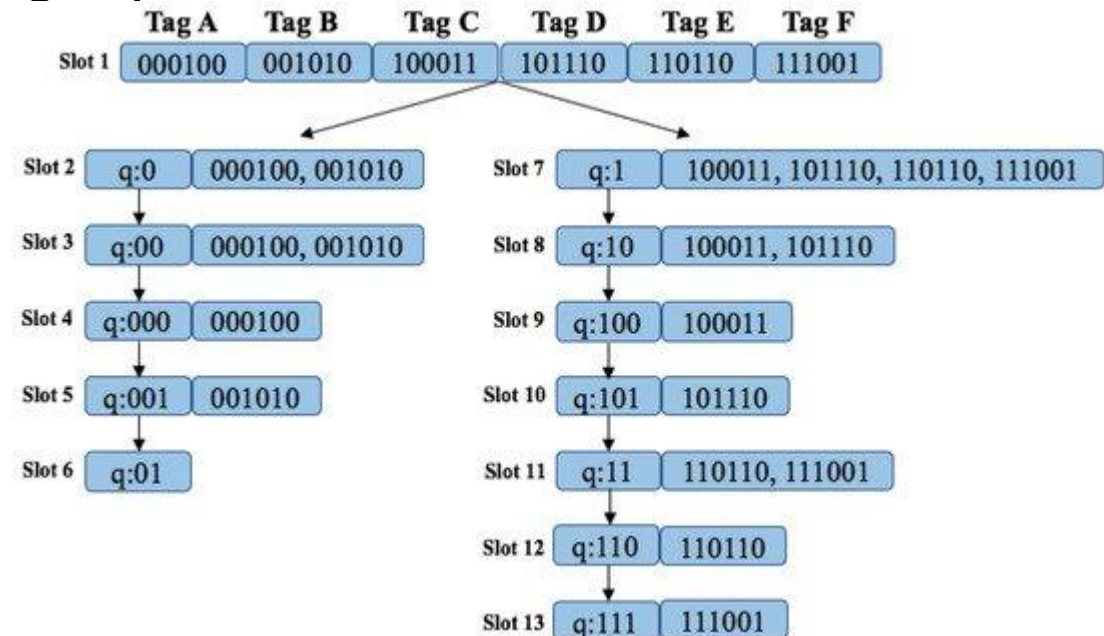 Tag A Tag B Tag C Tag D Tag E Tag F
Slot 1 000100 001010 100011 101110 110110 111001
Slot 2 q:0 000100, 001010
Slot 3 q:00 000100, 001010
Slot 4 q:000 000100
Slot 5 q:001 001010
Slot 6 q:01
Slot 7 q:1 100011, 101110, 110110, 111001
Slot 8 q:10 100011, 101110
Slot 9 q:100 100011
Slot 10 q:101 101110
Slot 11 q:11 110110, 111001
Slot 12 q:110 110110
Slot 13 q:111 111001